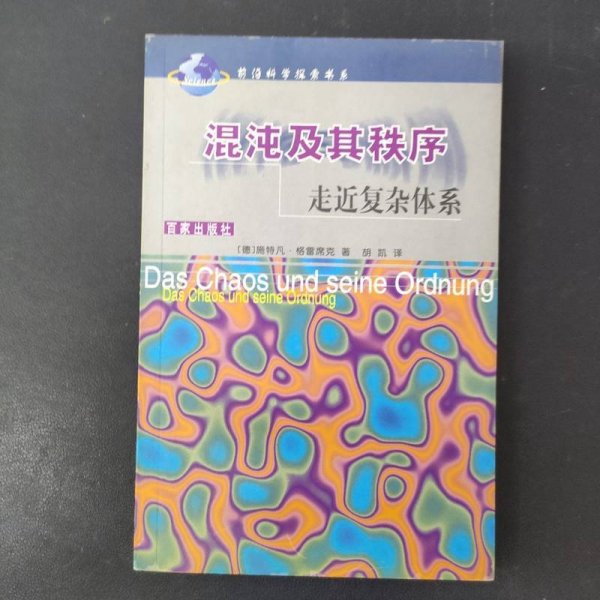 Science
前沿科学探索书系
混沌及其秩序
走近复杂体系
百家出版社
[德]施特凡·格雷席克 著 胡凯 译
Das Chaos und seine Ordnung
Das Chaos und seine Ordnung